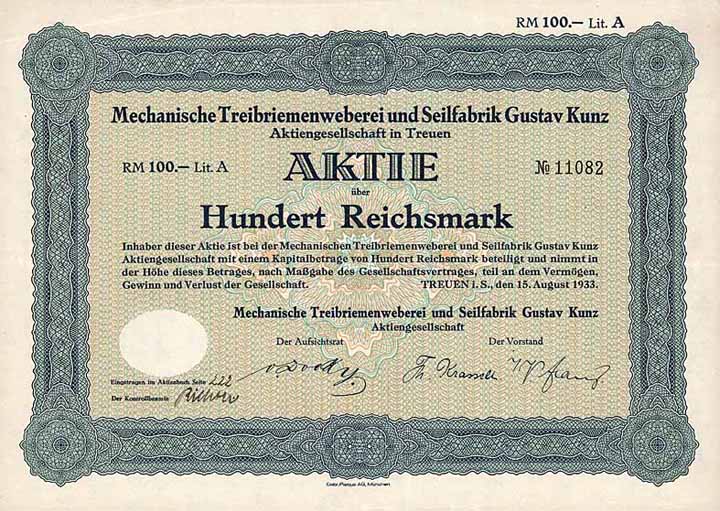 RM 100.— Lit. A
Mechanische Treibriemenweberei und Seilfabrik Gustav Kunz
Aktiengesellschaft in Treuen
RM 100.— Lit. A
AKTIE
№ 11082
über
Hundert Reichsmark
Inhaber dieser Aktie ist bei der Mechanischen Treibriemenweberei und Seilfabrik Gustav Kunz
Aktiengesellschaft mit einem Kapitalbetrage von Hundert Reichsmark beteiligt und nimmt in
der Höhe dieses Betrages, nach Maßgabe des Gesellschaftsvertrages, teil an dem Vermögen,
Gewinn und Verlust der Gesellschaft. TREUEN i. S., den 15. August 1933.
Mechanische Treibriemenweberei und Seilfabrik Gustav Kunz
Aktiengesellschaft
Der Aufsichtsrat Der Vorstand
Eingetragen im Aktienbuch Seite 222
Der Kontrollbeamte
AG, München